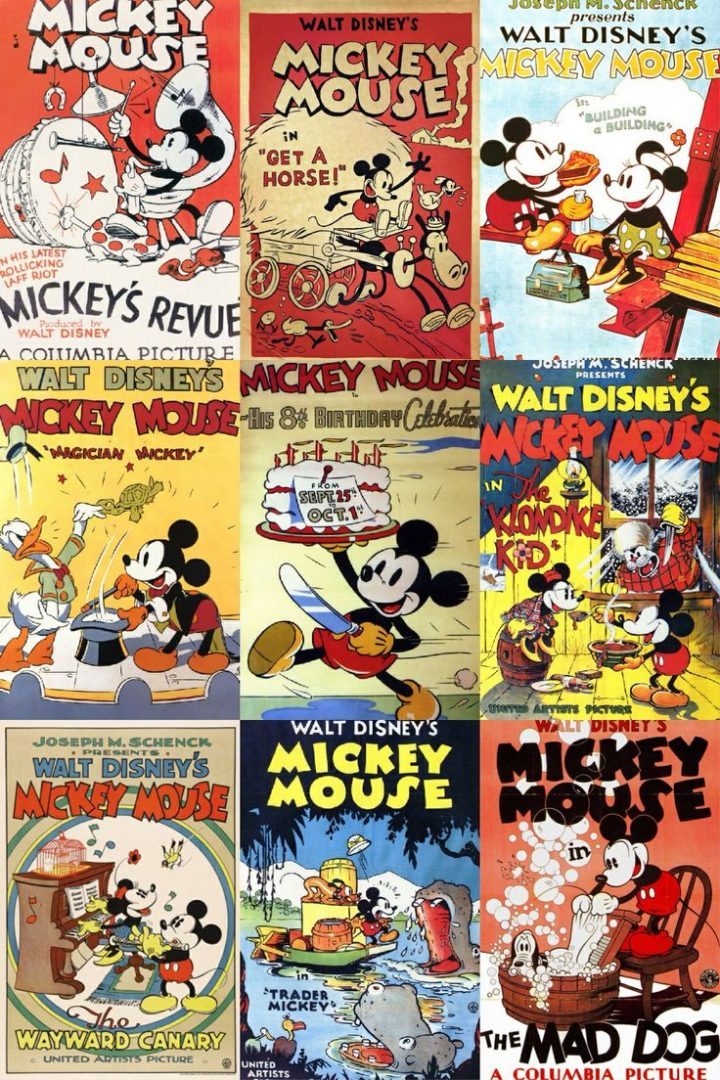 MICKEY
MOUSE
IN HIS LATEST
ROLLICKING
LAFF RIOT
MICKEY'S REVUE
Produced by
WALT DISNEY
A COLUMBIA PICTURE
WALT DISNEY'S
MICKEY
MOUSE
in
"GET A
HORSE!"
JOSEPH M. SCHENCK
presents
WALT DISNEY'S
MICKEY MOUSE
in
"BUILDING
a BUILDING"
WALT DISNEY'S
MICKEY MOUSE
"MAGICIAN MICKEY"
MICKEY MOUSE
in
HIS 8th BIRTHDAY Celebration
FROM
SEPT. 25th
TO
OCT. 1st
JOSEPH M. SCHENCK
PRESENTS
WALT DISNEY'S
MICKEY MOUSE
IN The
"KLONDIKE
KID"
UNITED ARTISTS PICTURE
JOSEPH M. SCHENCK
PRESENTS
WALT DISNEY'S
MICKEY MOUSE
in
The
WAYWARD CANARY
UNITED ARTISTS PICTURE
WALT DISNEY'S
MICKEY
MOUSE
in
"TRADER
MICKEY"
UNITED
ARTISTS
WALT DISNEY'S
MICKEY
MOUSE
in
THE MAD DOG
A COLUMBIA PICTURE